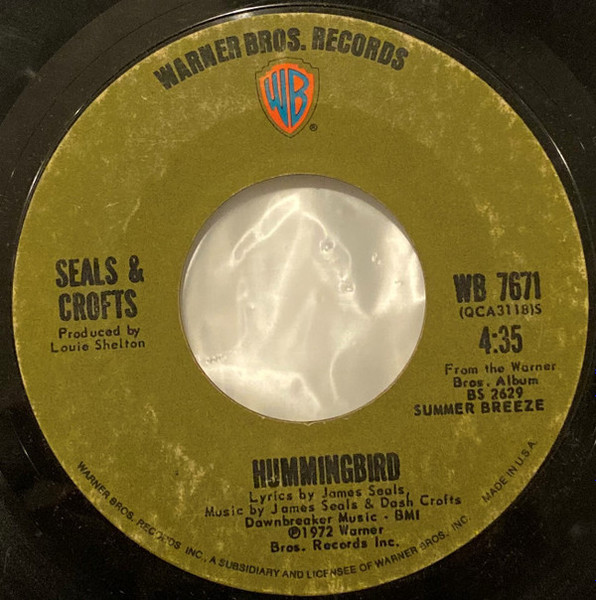 WARNER BROS. RECORDS
WB
®
SEALS &
CROFTS
Produced by
Louie Shelton
WB 7671
(QCA3118)S
4:35
From the Warner
Bros. Album
BS 2629
SUMMER BREEZE
HUMMINGBIRD
Lyrics by James Seals,
Music by James Seals & Dash Crofts
Dawnbreaker Music - BMI
Ⓟ1972 Warner
Bros. Records Inc.
WARNER BROS. RECORDS INC., A SUBSIDIARY AND LICENSEE OF WARNER BROS., INC.
MADE IN U.S.A.